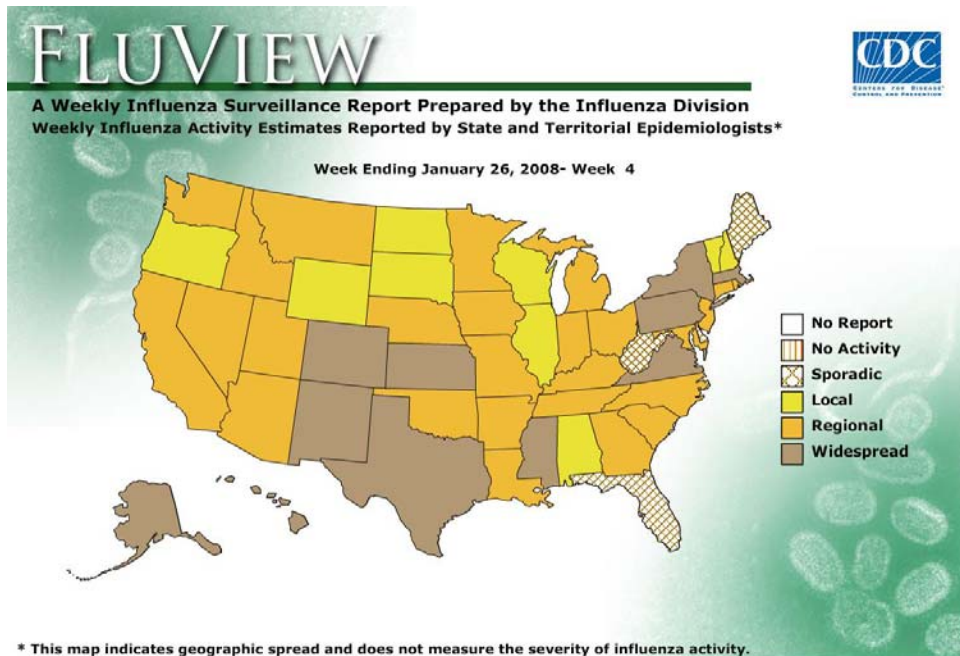 FLUVIEW
CDC
CENTERS FOR DISEASE
CONTROL AND PREVENTION
A Weekly Influenza Surveillance Report Prepared by the Influenza Division
Weekly Influenza Activity Estimates Reported by State and Territorial Epidemiologists*
Week Ending January 26, 2008- Week 4
No Report
No Activity
Sporadic
Local
Regional
Widespread
* This map indicates geographic spread and does not measure the severity of influenza activity.